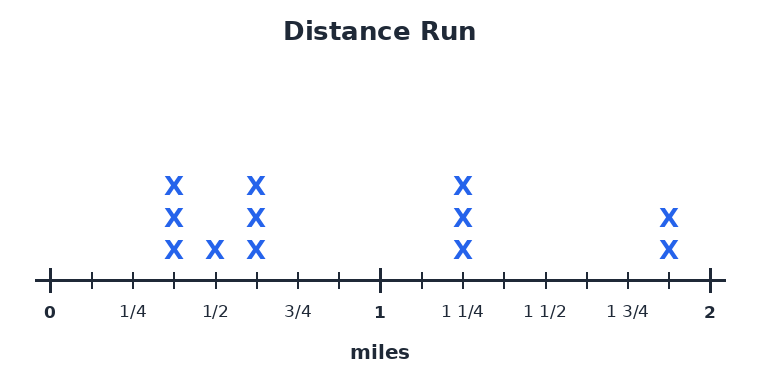 Distance Run
X X X
X X X X
X X X X X
0 1/4 1/2 3/4 1 1 1/4 1 1/2 1 3/4 2
miles